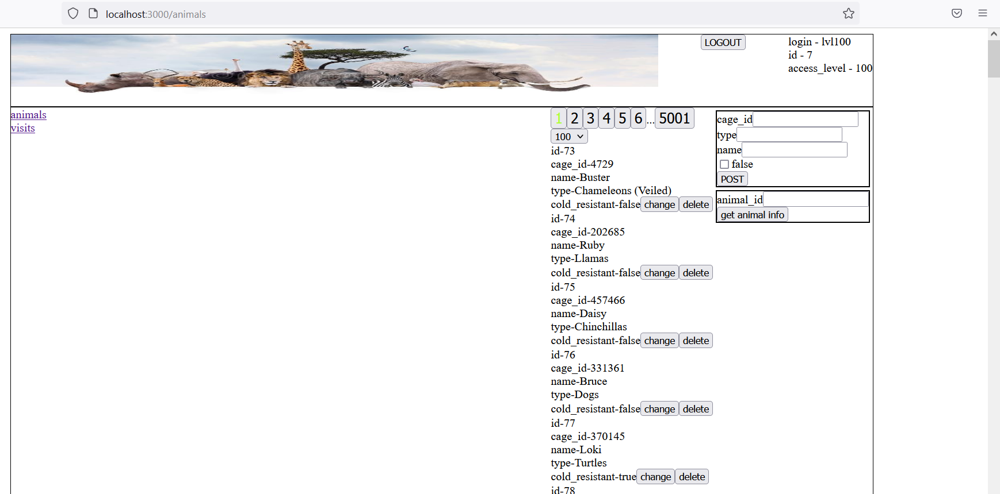 localhost:3000/animals
LOGOUT
login - lvl100
id - 7
access_level - 100
animals
visits
1 2 3 4 5 6 ... 5001
100
id-73
cage_id-4729
name-Buster
type-Chameleons (Veiled)
cold_resistant-false change delete
id-74
cage_id-202685
name-Ruby
type-Llamas
cold_resistant-false change delete
id-75
cage_id-457466
name-Daisy
type-Chinchillas
cold_resistant-false change delete
id-76
cage_id-331361
name-Bruce
type-Dogs
cold_resistant-false change delete
id-77
cage_id-370145
name-Loki
type-Turtles
cold_resistant-true change delete
id-78
cage_id
type
name
false
POST
animal_id
get animal info